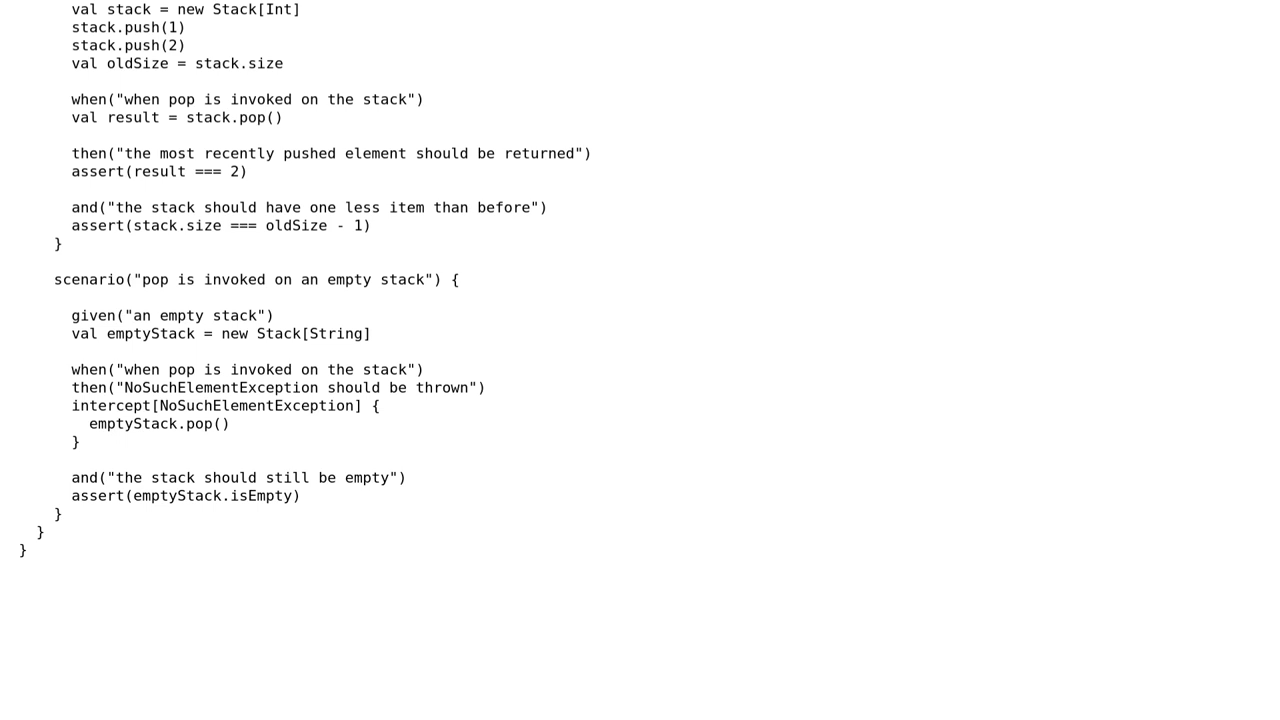 val stack = new Stack[Int]
stack.push(1)
stack.push(2)
val oldSize = stack.size
when("when pop is invoked on the stack")
val result = stack.pop()
then("the most recently pushed element should be returned")
assert(result === 2)
and("the stack should have one less item than before")
assert(stack.size === oldSize - 1)
}
scenario("pop is invoked on an empty stack") {
given("an empty stack")
val emptyStack = new Stack[String]
when("when pop is invoked on the stack")
then("NoSuchElementException should be thrown")
intercept[NoSuchElementException] {
emptyStack.pop()
}
and("the stack should still be empty")
assert(emptyStack.isEmpty)
}
}
}